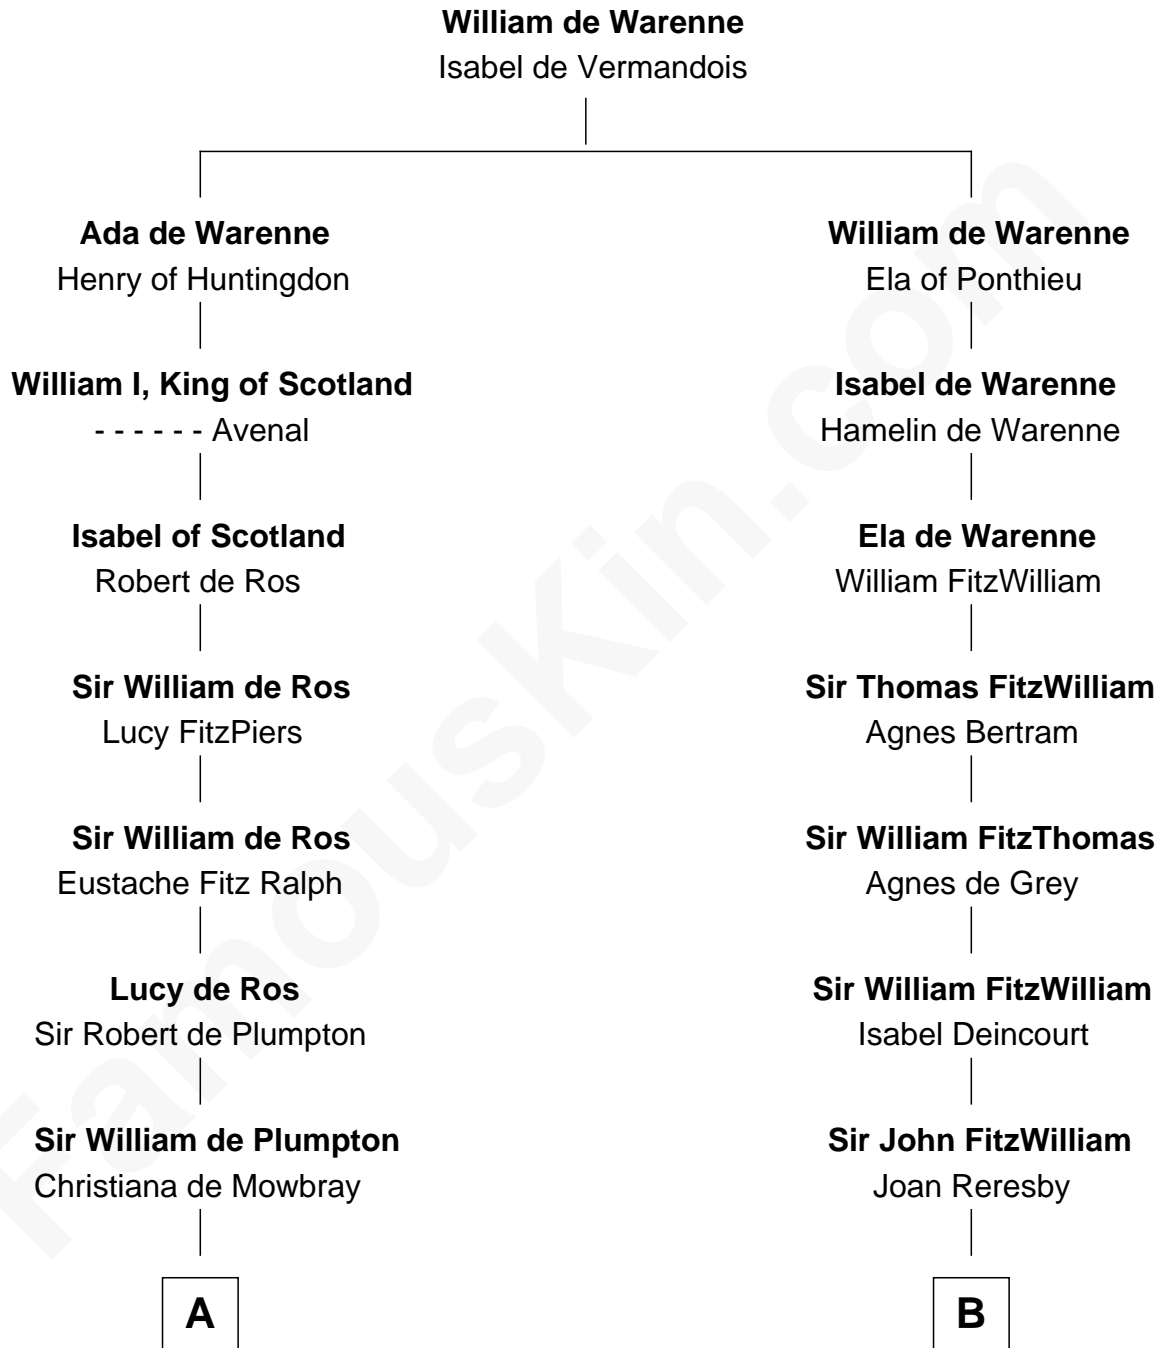 William de Warenne
Isabel de Vermandois
Ada de Warenne
Henry of Huntingdon
William de Warenne
Ela of Ponthieu
William I, King of Scotland
- - - - - - Avenal
Isabel de Warenne
Hamelin de Warenne
Isabel of Scotland
Robert de Ros
Ela de Warenne
William FitzWilliam
Sir William de Ros
Lucy FitzPiers
Sir Thomas FitzWilliam
Agnes Bertram
Sir William de Ros
Eustache Fitz Ralph
Sir William FitzThomas
Agnes de Grey
Lucy de Ros
Sir Robert de Plumpton
Sir William FitzWilliam
Isabel Deincourt
Sir William de Plumpton
Christiana de Mowbray
Sir John FitzWilliam
Joan Reresby
A
B
FamousKin.com